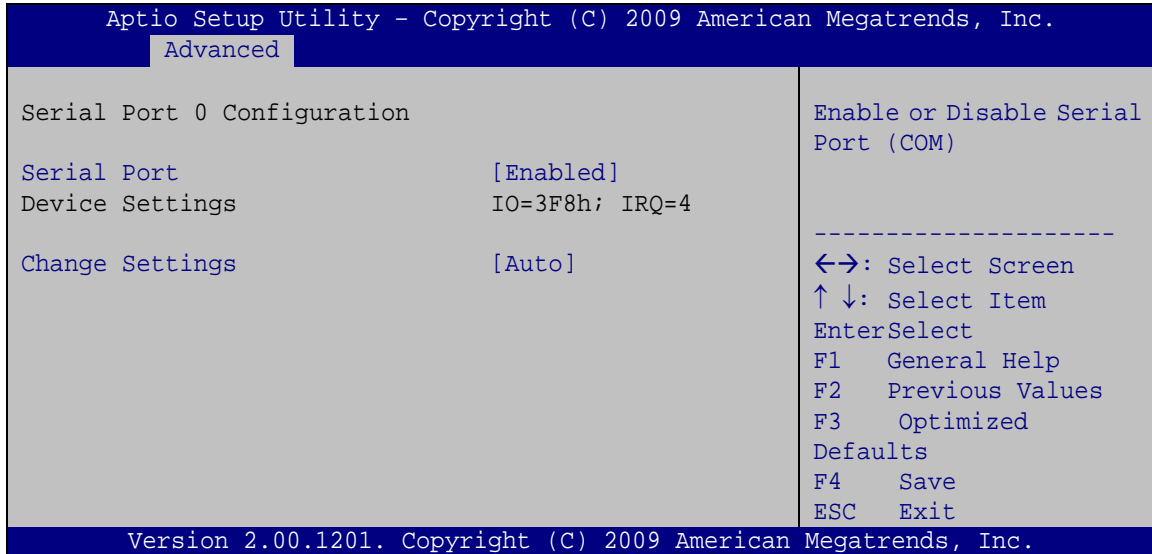 Aptio Setup Utility – Copyright (C) 2009 American Megatrends, Inc.
Advanced
Serial Port 0 Configuration
Serial Port [Enabled]
Device Settings IO=3F8h; IRQ=4
Change Settings [Auto]
Enable or Disable Serial
Port (COM)
---------------------
←→: Select Screen
↑ ↓: Select Item
EnterSelect
F1 General Help
F2 Previous Values
F3 Optimized
Defaults
F4 Save
ESC Exit
Version 2.00.1201. Copyright (C) 2009 American Megatrends, Inc.